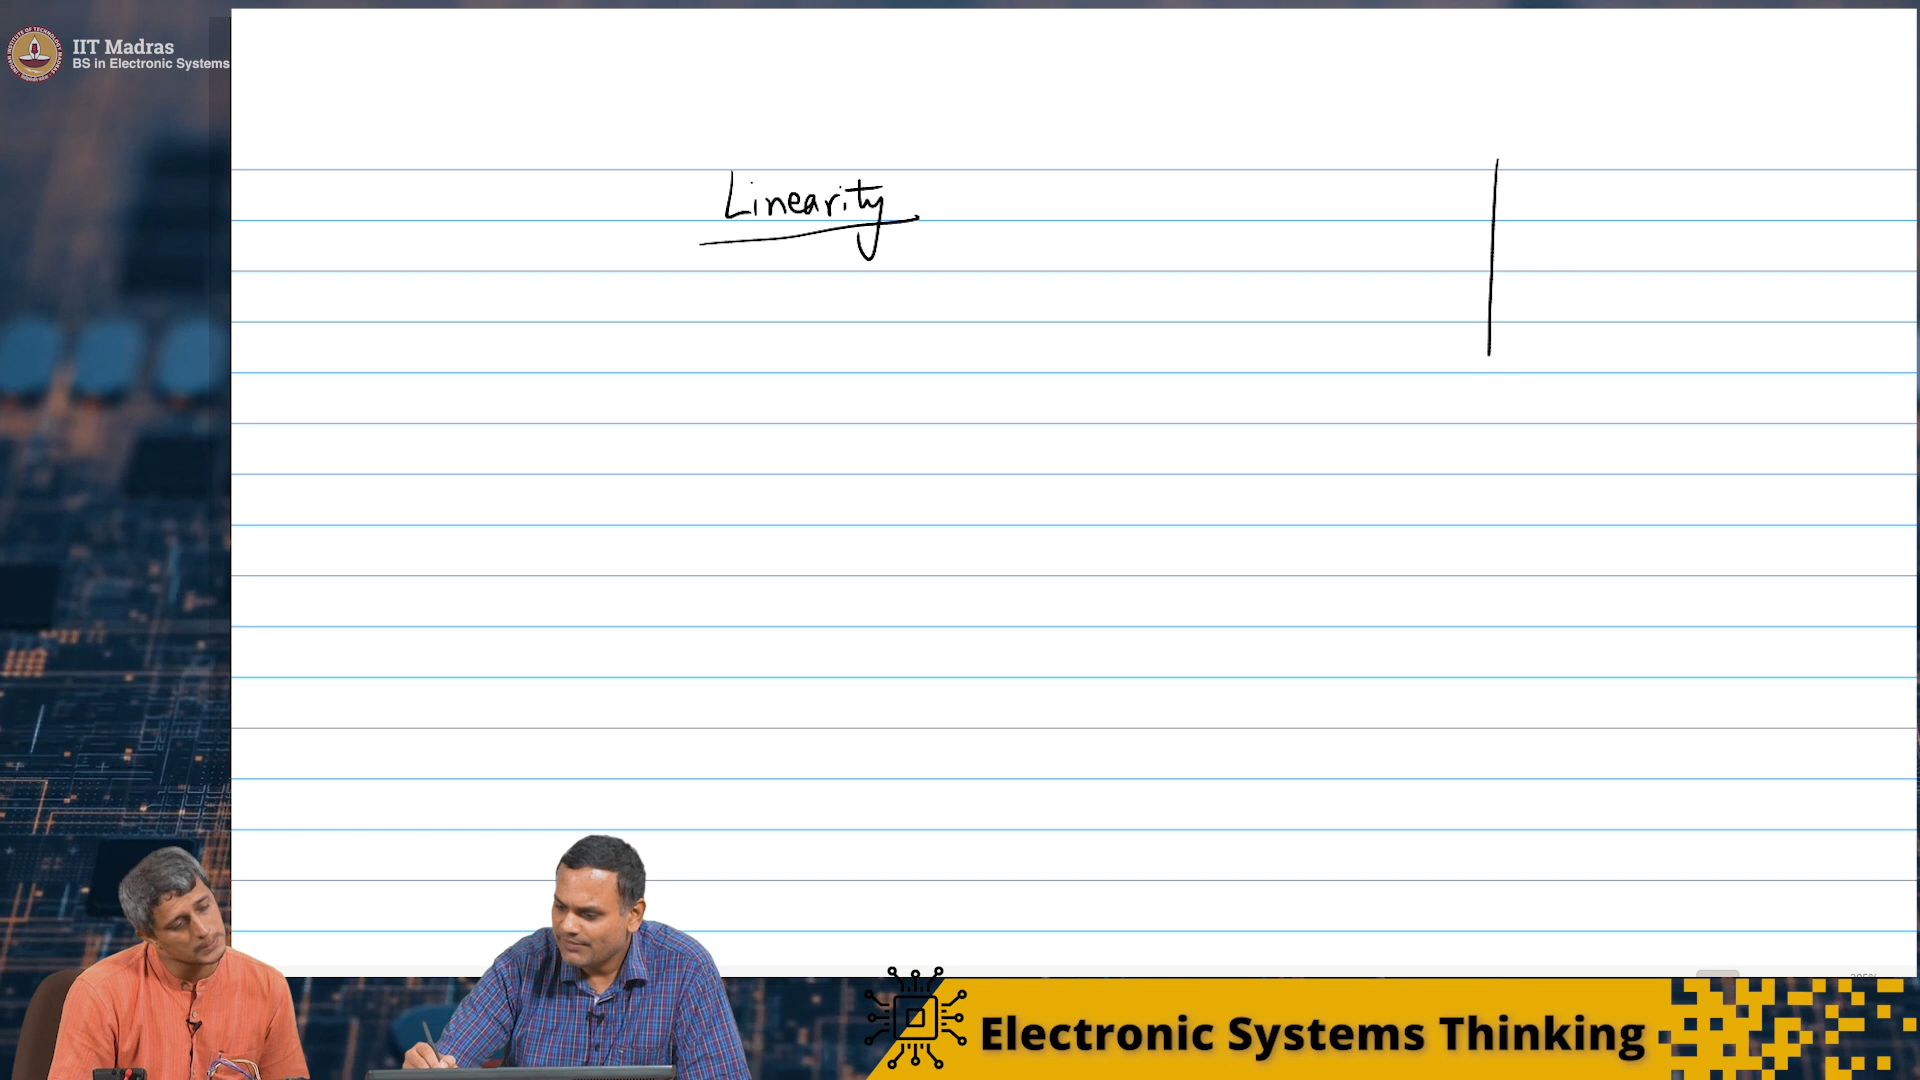 IIT Madras
BS in Electronic Systems
Linearity
Electronic Systems Thinking